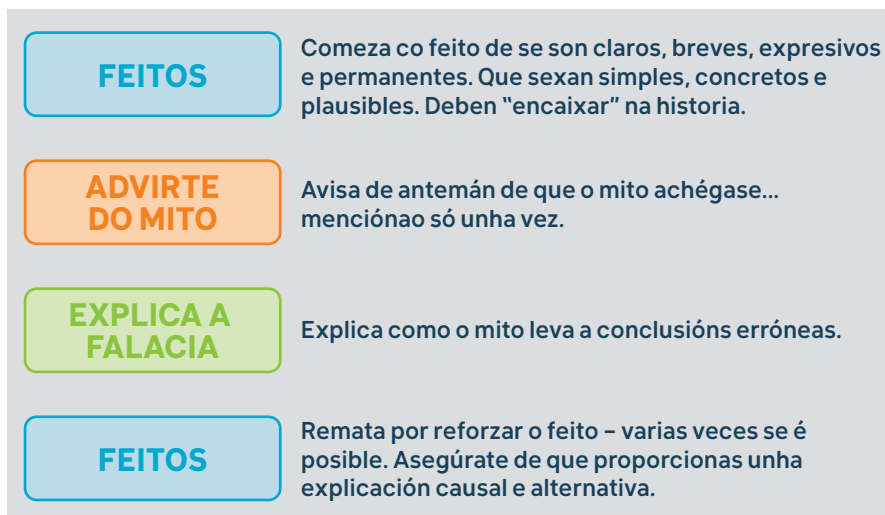 FEITOS
Comeza co feito de se son claros, breves, expresivos
e permanentes. Que sexan simples, concretos e
plausibles. Deben “encaixar” na historia.
ADVIRTE
DO MITO
Avisa de antemán de que o mito achégase...
menciónao só unha vez.
EXPLICA A
FALACIA
Explica como o mito leva a conclusións erróneas.
FEITOS
Remata por reforzar o feito – varias veces se é
posible. Asegúrate de que proporcionas unha
explicación causal e alternativa.